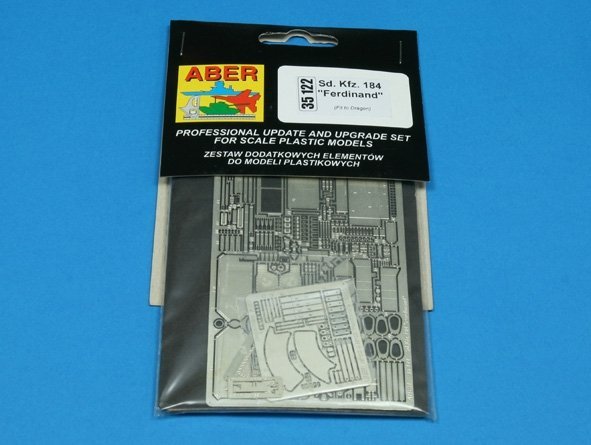 ABER
35 122
Sd. Kfz. 184
"Ferdinand"
(Fit to Dragon)
PROFESSIONAL UPDATE AND UPGRADE SET
FOR SCALE PLASTIC MODELS
ZESTAW DODATKOWYCH ELEMENTÓW
DO MODELI PLASTIKOWYCH